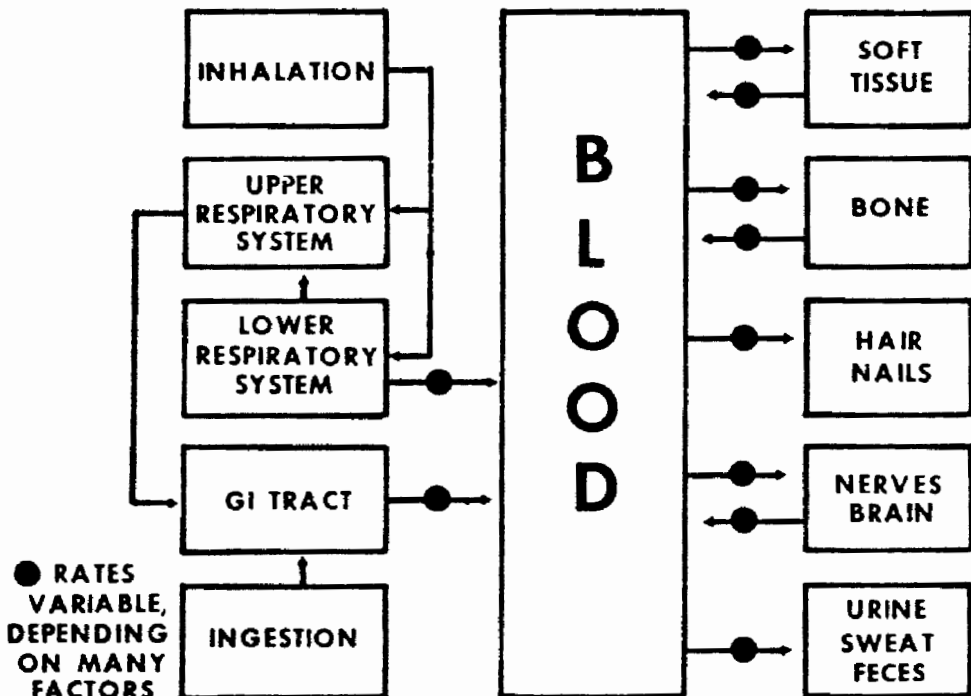 INHALATION
UPPER
RESPIRATORY
SYSTEM
LOWER
RESPIRATORY
SYSTEM
GI TRACT
INGESTION
● RATES
VARIABLE,
DEPENDING
ON MANY
FACTORS
B
L
O
O
D
SOFT
TISSUE
BONE
HAIR
NAILS
NERVES
BRAIN
URINE
SWEAT
FECES